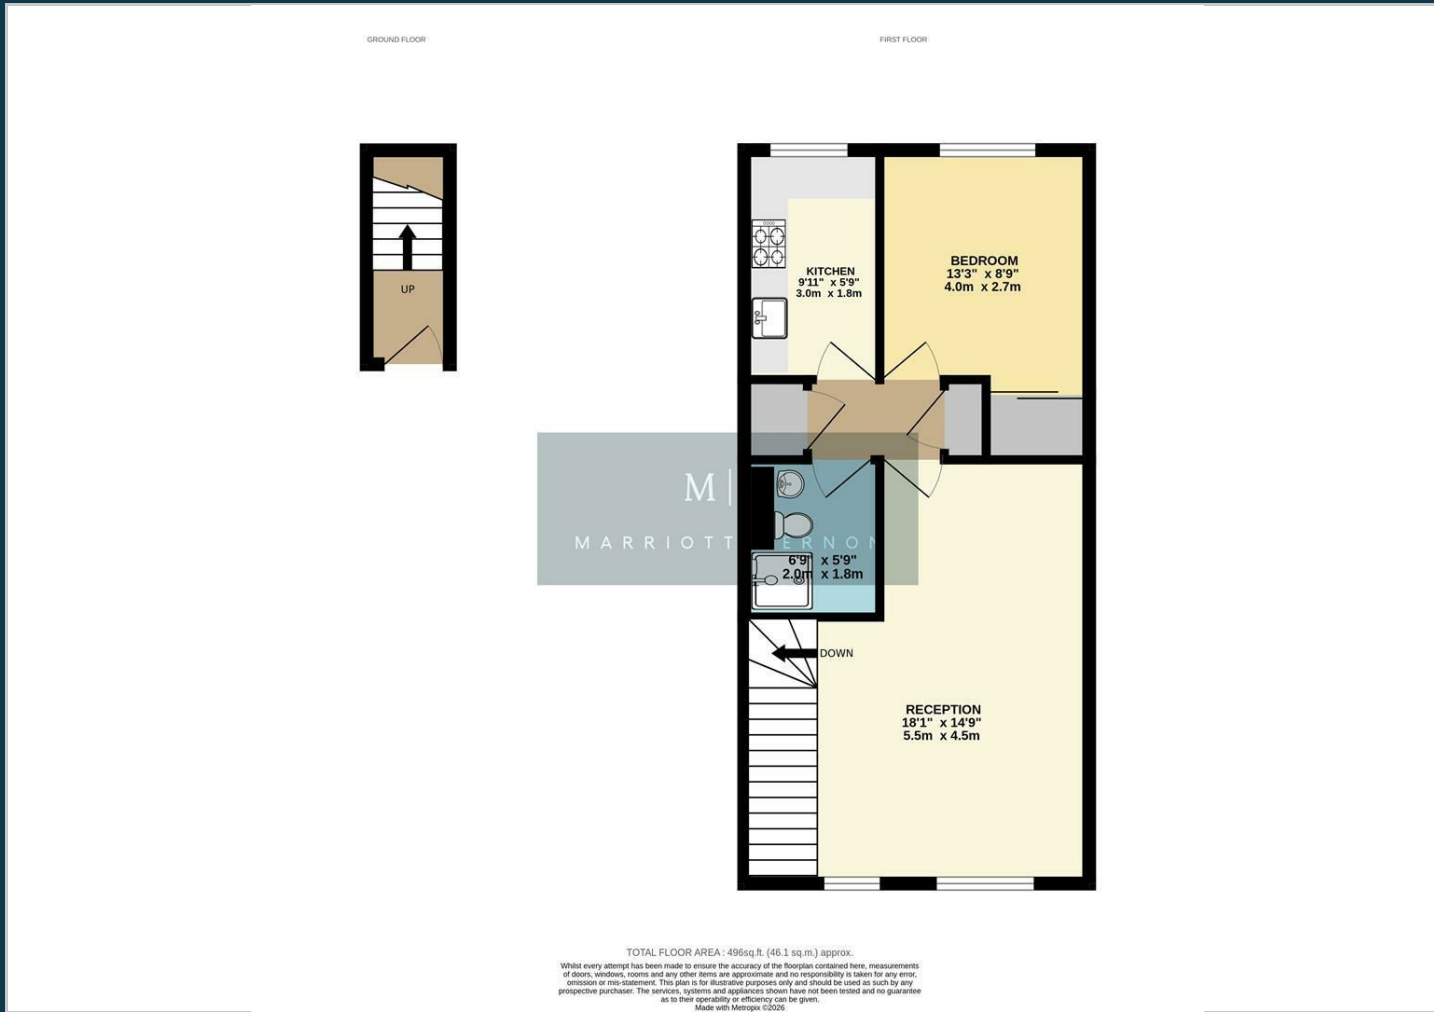 GROUND FLOOR
FIRST FLOOR
UP
KITCHEN
9'11" x 5'9"
3.0m x 1.8m
BEDROOM
13'3" x 8'9"
4.0m x 2.7m
M |
MARRIOTT VERNON
6'9" x 5'9"
2.0m x 1.8m
DOWN
RECEPTION
18'1" x 14'9"
5.5m x 4.5m
TOTAL FLOOR AREA : 496sq.ft. (46.1 sq.m.) approx.
Whilst every attempt has been made to ensure the accuracy of the floorplan contained here, measurements
of doors, windows, rooms and any other items are approximate and no responsibility is taken for any error,
omission or mis-statement. This plan is for illustrative purposes only and should be used as such by any
prospective purchaser. The services, systems and appliances shown have not been tested and no guarantee
as to their operability or efficiency can be given.
Made with Metropix ©2026